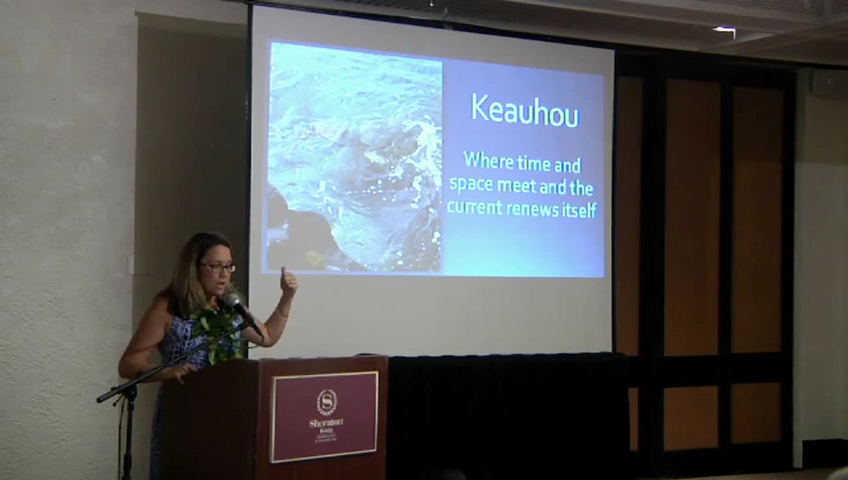 Keauhou
Where time and
space meet and the
current renews itself
S
Sheraton